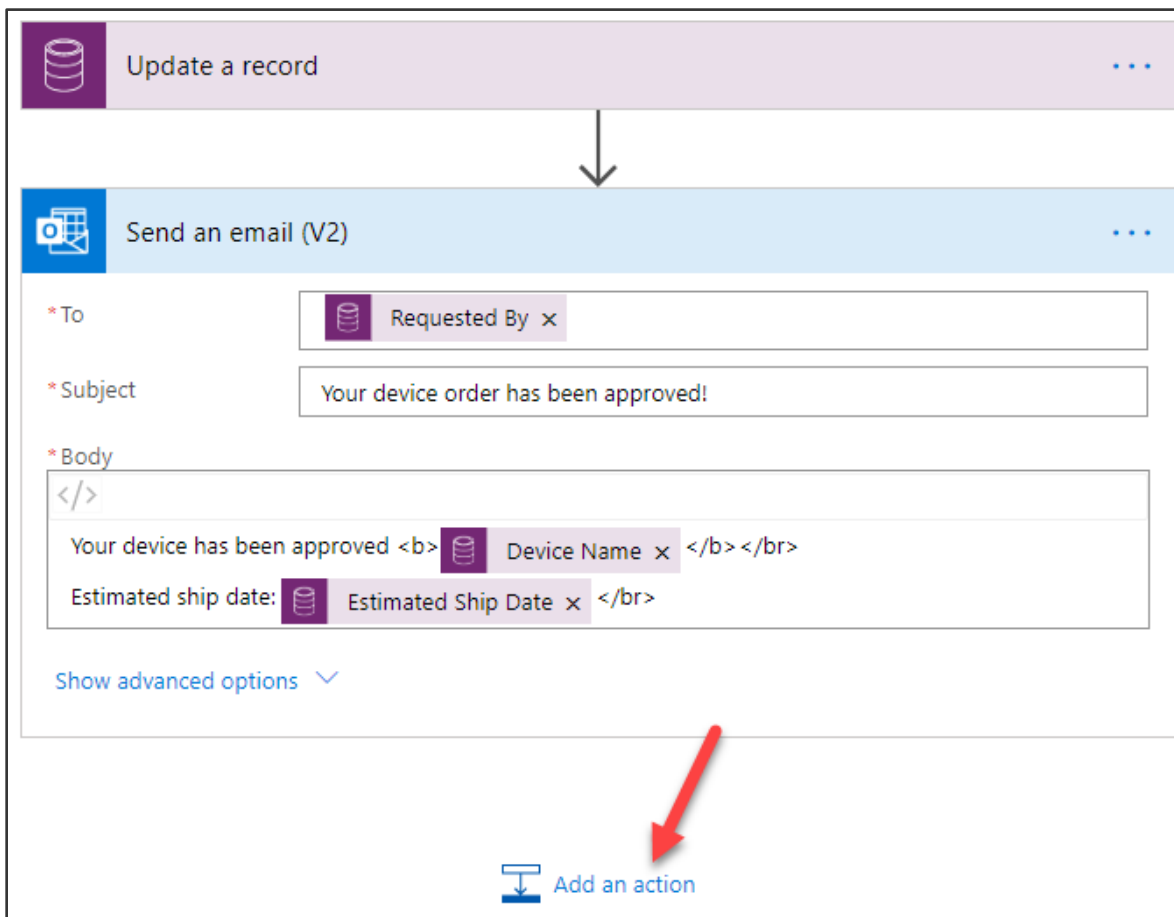 Update a record
...
Send an email (V2)
...
*To
Requested By ×
*Subject
Your device order has been approved!
*Body
</>
Your device has been approved <b> Device Name × </b></br>
Estimated ship date: Estimated Ship Date × </br>
Show advanced options
Add an action